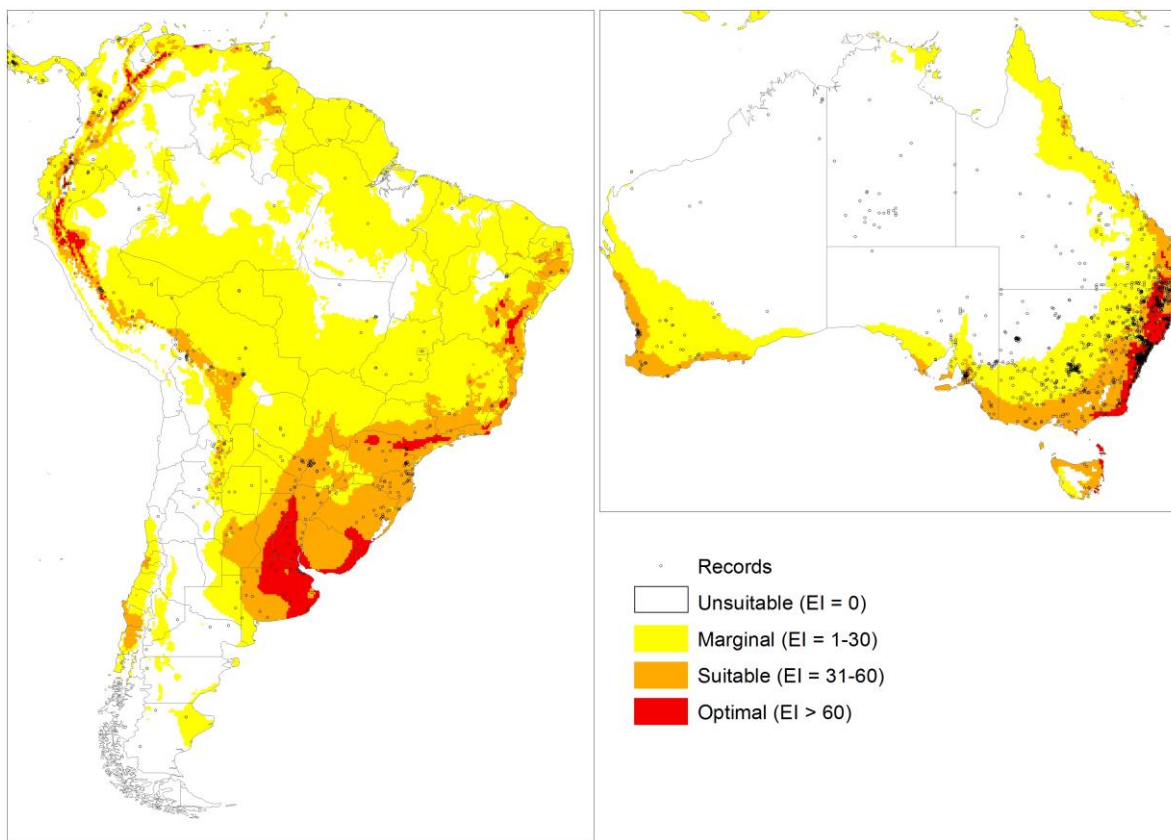 Records
Unsuitable (EI = 0)
Marginal (EI = 1-30)
Suitable (EI = 31-60)
Optimal (EI > 60)